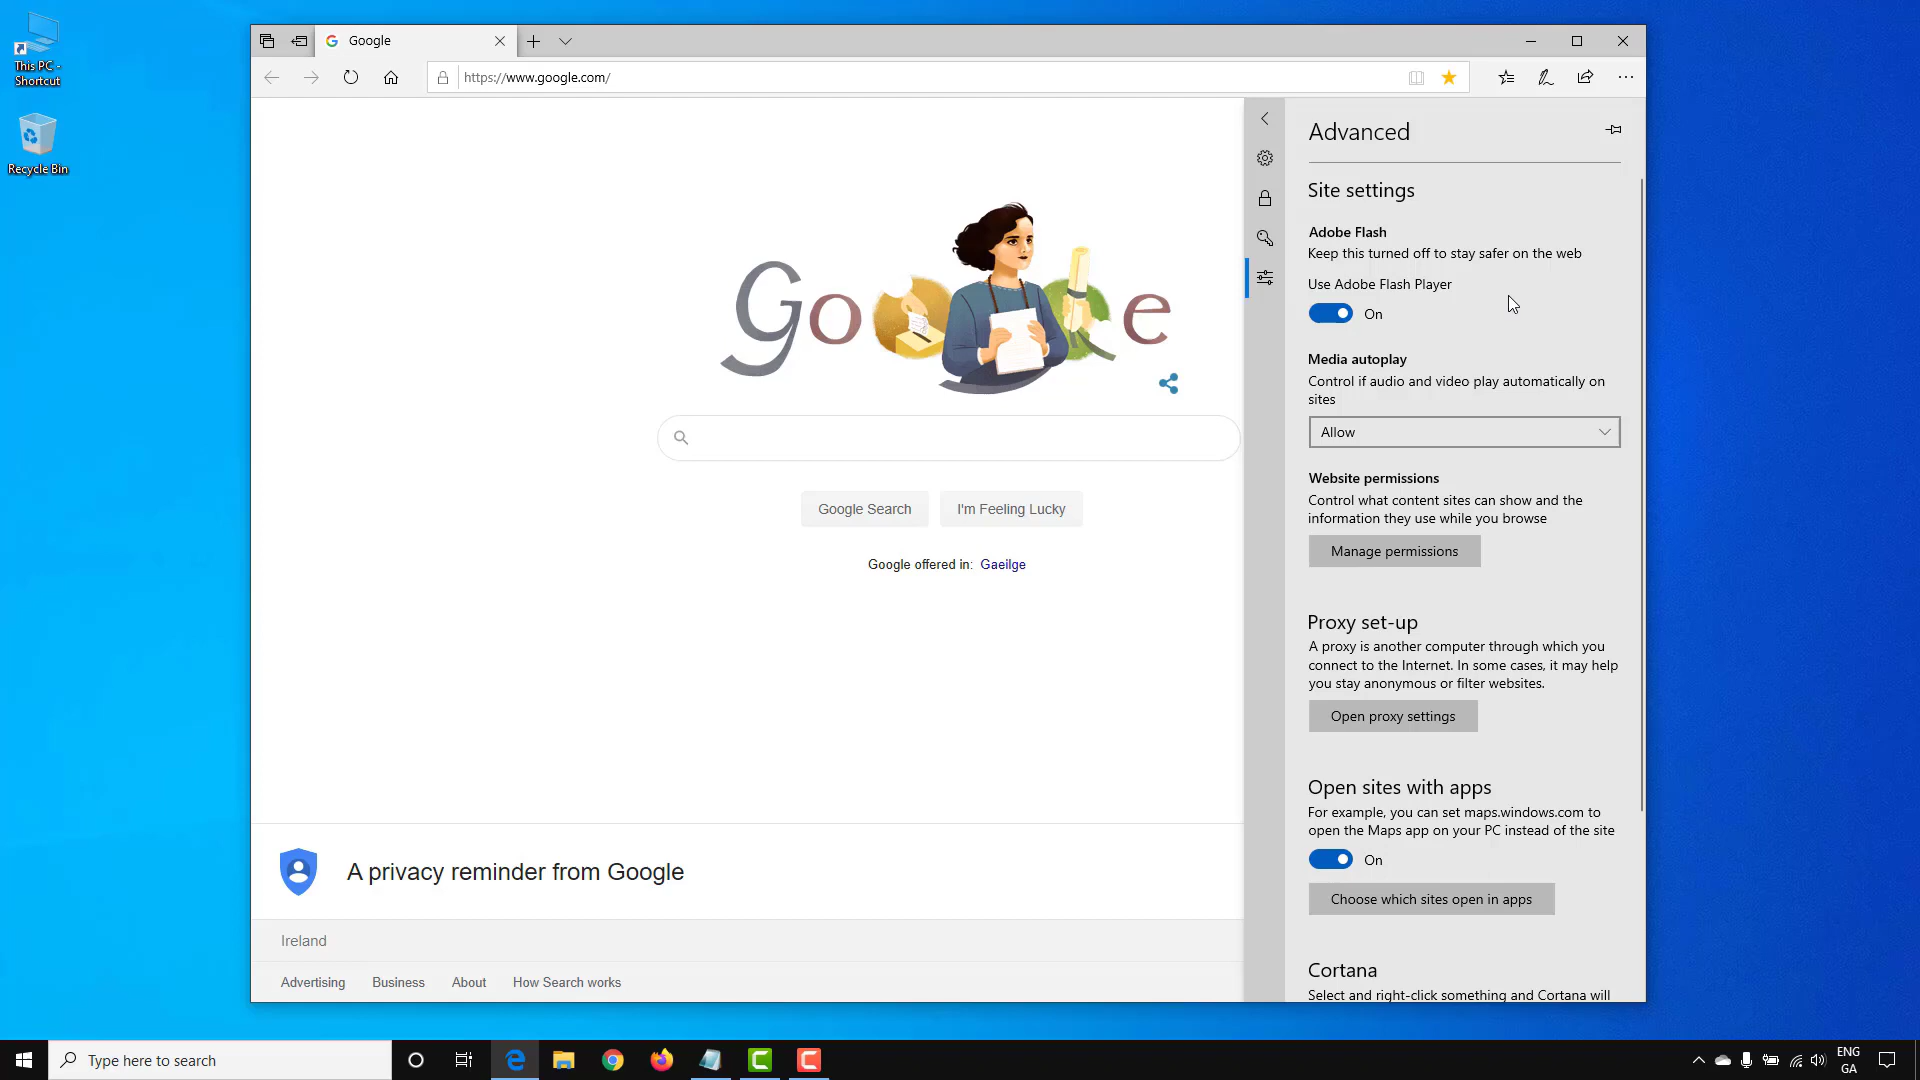 This PC -
Shortcut
Recycle Bin
Google
https://www.google.com/
Google
Google Search
I'm Feeling Lucky
Google offered in: Gaeilge
A privacy reminder from Google
Ireland
Advertising
Business
About
How Search works
Advanced
Site settings
Adobe Flash
Keep this turned off to stay safer on the web
Use Adobe Flash Player
On
Media autoplay
Control if audio and video play automatically on
sites
Allow
Website permissions
Control what content sites can show and the
information they use while you browse
Manage permissions
Proxy set-up
A proxy is another computer through which you
connect to the Internet. In some cases, it may help
you stay anonymous or filter websites.
Open proxy settings
Open sites with apps
For example, you can set maps.windows.com to
open the Maps app on your PC instead of the site
On
Choose which sites open in apps
Cortana
Select and right-click something and Cortana will
Type here to search
ENG
GA